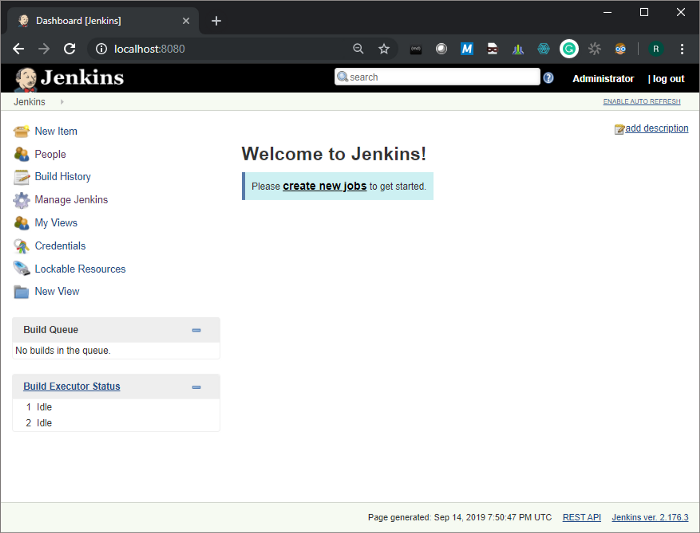 Dashboard [Jenkins]
localhost:8080
R
Jenkins
search
Administrator
| log out
Jenkins
ENABLE AUTO REFRESH
New Item
People
Build History
Manage Jenkins
My Views
Credentials
Lockable Resources
New View
add description
Welcome to Jenkins!
Please create new jobs to get started.
Build Queue
No builds in the queue.
Build Executor Status
1 Idle
2 Idle
Page generated: Sep 14, 2019 7:50:47 PM UTC REST API Jenkins ver. 2.176.3